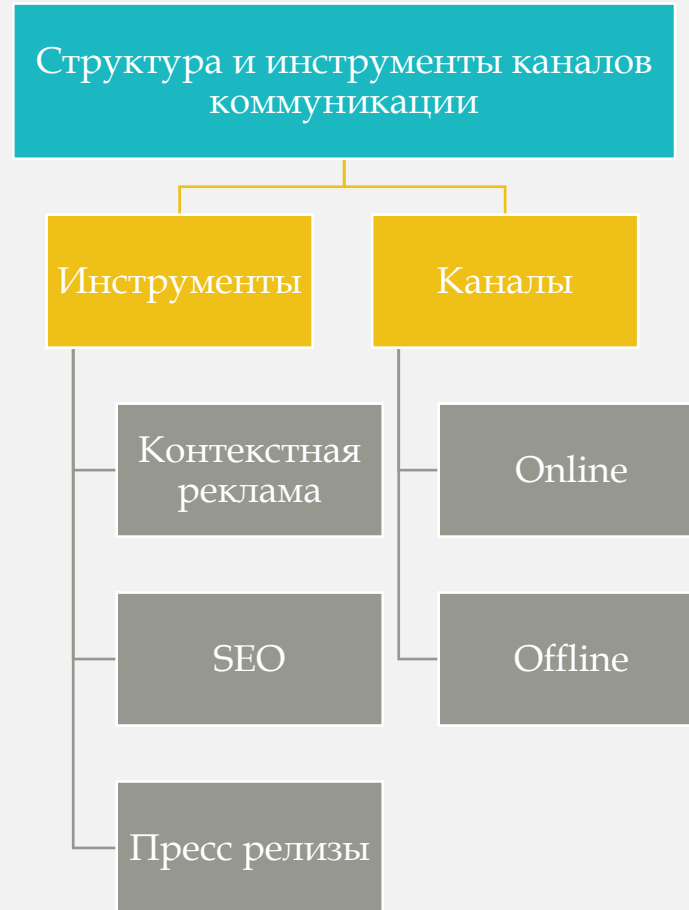 Структура и инструменты каналов
коммуникации
Инструменты
Каналы
Контекстная
реклама
Online
SEO
Offline
Пресс релизы